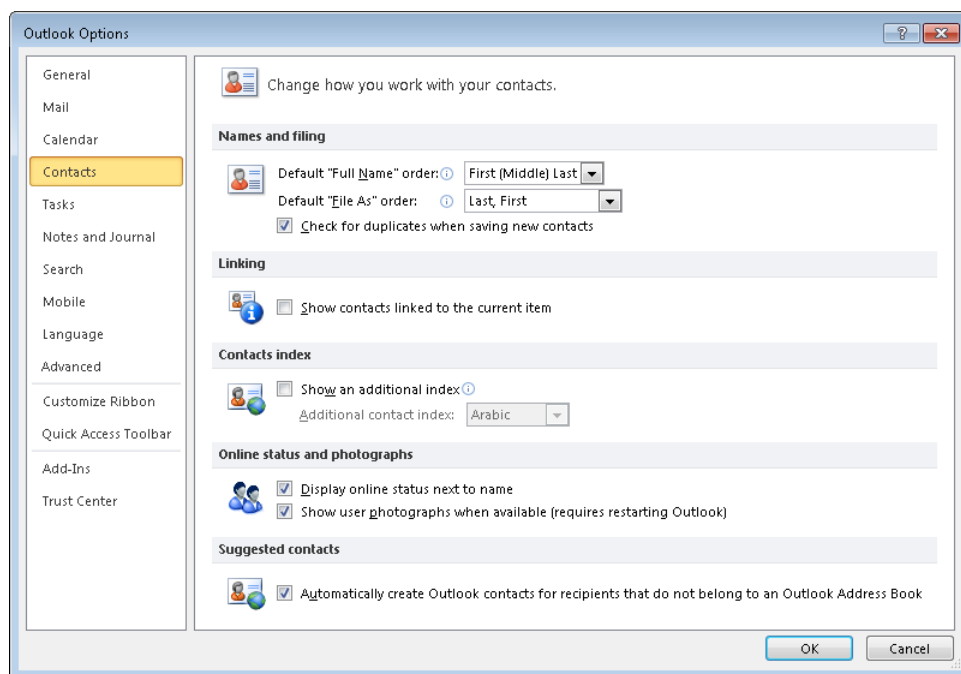 Outlook Options
General
Mail
Calendar
Contacts
Tasks
Notes and Journal
Search
Mobile
Language
Advanced
Customize Ribbon
Quick Access Toolbar
Add-Ins
Trust Center
Change how you work with your contacts.
Names and filing
Default "Full Name" order: First (Middle) Last
Default "File As" order: Last, First
Check for duplicates when saving new contacts
Linking
Show contacts linked to the current item
Contacts index
Show an additional index
Additional contact index: Arabic
Online status and photographs
Display online status next to name
Show user photographs when available (requires restarting Outlook)
Suggested contacts
Automatically create Outlook contacts for recipients that do not belong to an Outlook Address Book
OK Cancel